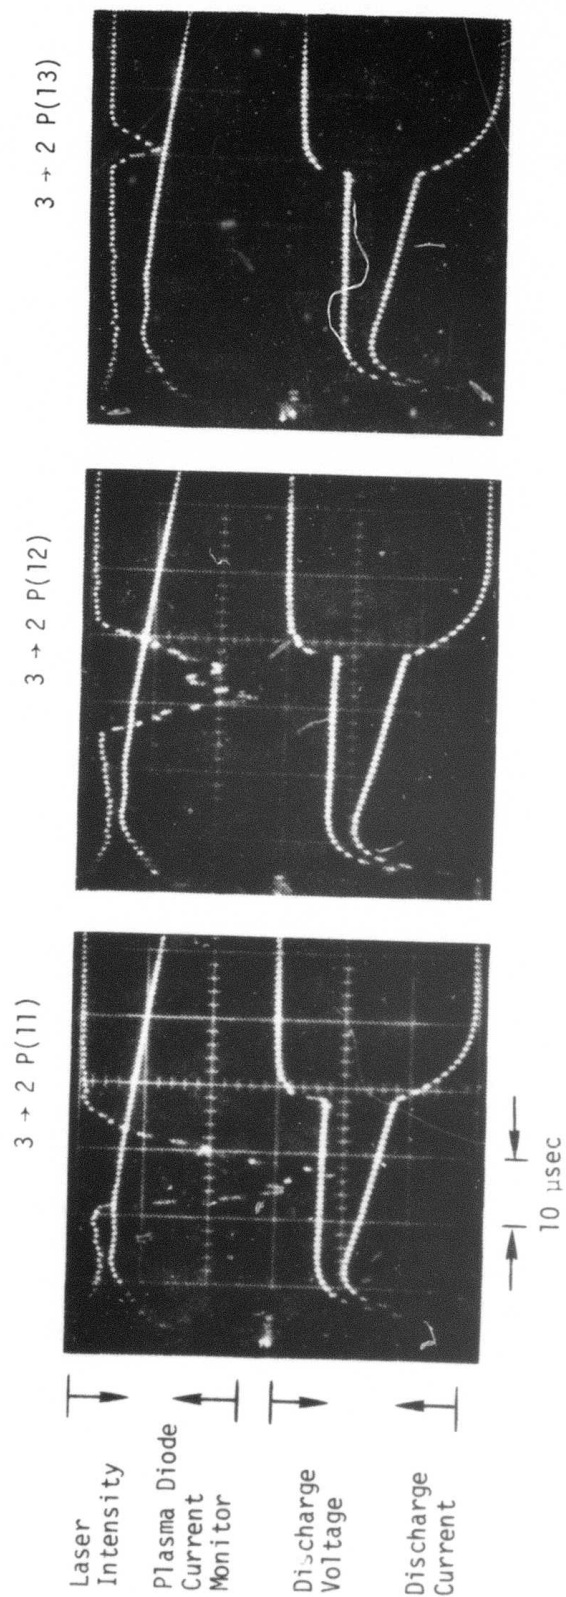 3 → 2 P(11)
3 → 2 P(12)
3 → 2 P(13)
Laser
Intensity
Plasma Diode
Current
Monitor
Discharge
Voltage
Discharge
Current
10 μsec